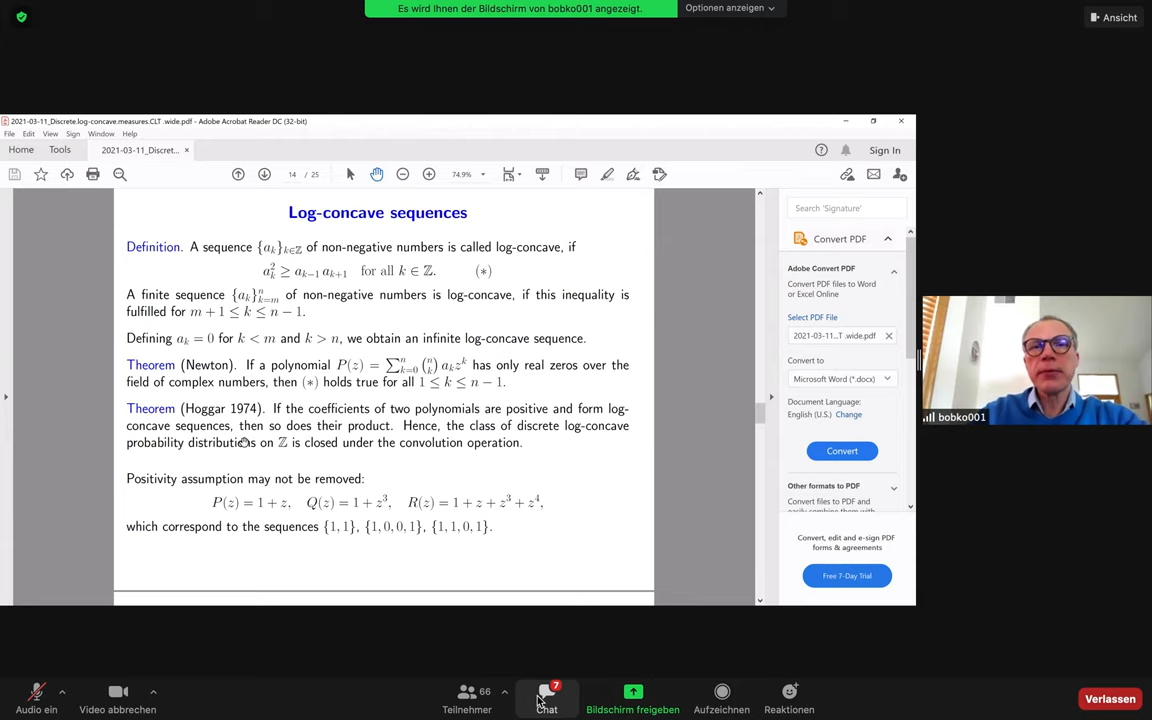 Es wird Ihnen der Bildschirm von bobko001 angezeigt.
Optionen anzeigen
Ansicht
2021-03-11_Discrete.log-concave.measures.CLT .wide.pdf - Adobe Acrobat Reader DC (32-bit)
File Edit View Sign Window Help
Home Tools 2021-03-11_Discret... × Sign In
14 / 25 74.9%
Log-concave sequences
Definition. A sequence {a_k}_{k∈ℤ} of non-negative numbers is called log-concave, if
a_k^2 ≥ a_{k−1} a_{k+1} for all k ∈ ℤ. (∗)
A finite sequence {a_k}_{k=m}^n of non-negative numbers is log-concave, if this inequality is
fulfilled for m + 1 ≤ k ≤ n − 1.
Defining a_k = 0 for k < m and k > n, we obtain an infinite log-concave sequence.
Theorem (Newton). If a polynomial P(z) = ∑_{k=0}^n (n k) a_k z^k has only real zeros over the
field of complex numbers, then (∗) holds true for all 1 ≤ k ≤ n − 1.
Theorem (Hoggar 1974). If the coefficients of two polynomials are positive and form log-
concave sequences, then so does their product. Hence, the class of discrete log-concave
probability distributions on ℤ is closed under the convolution operation.
Positivity assumption may not be removed:
P(z) = 1 + z, Q(z) = 1 + z^3, R(z) = 1 + z + z^3 + z^4,
which correspond to the sequences {1, 1}, {1, 0, 0, 1}, {1, 1, 0, 1}.
Search 'Signature'
Convert PDF
Adobe Convert PDF
Convert PDF files to Word
or Excel Online
Select PDF File
2021-03-11...T .wide.pdf
Convert to
Microsoft Word (*.docx)
Document Language:
English (U.S.) Change
Convert
Other formats to PDF
Convert, edit and e-sign PDF
forms & agreements
Free 7-Day Trial
bobko001
Audio ein
Video abbrechen
66
Teilnehmer
7
Chat
Bildschirm freigeben
Aufzeichnen
Reaktionen
Verlassen